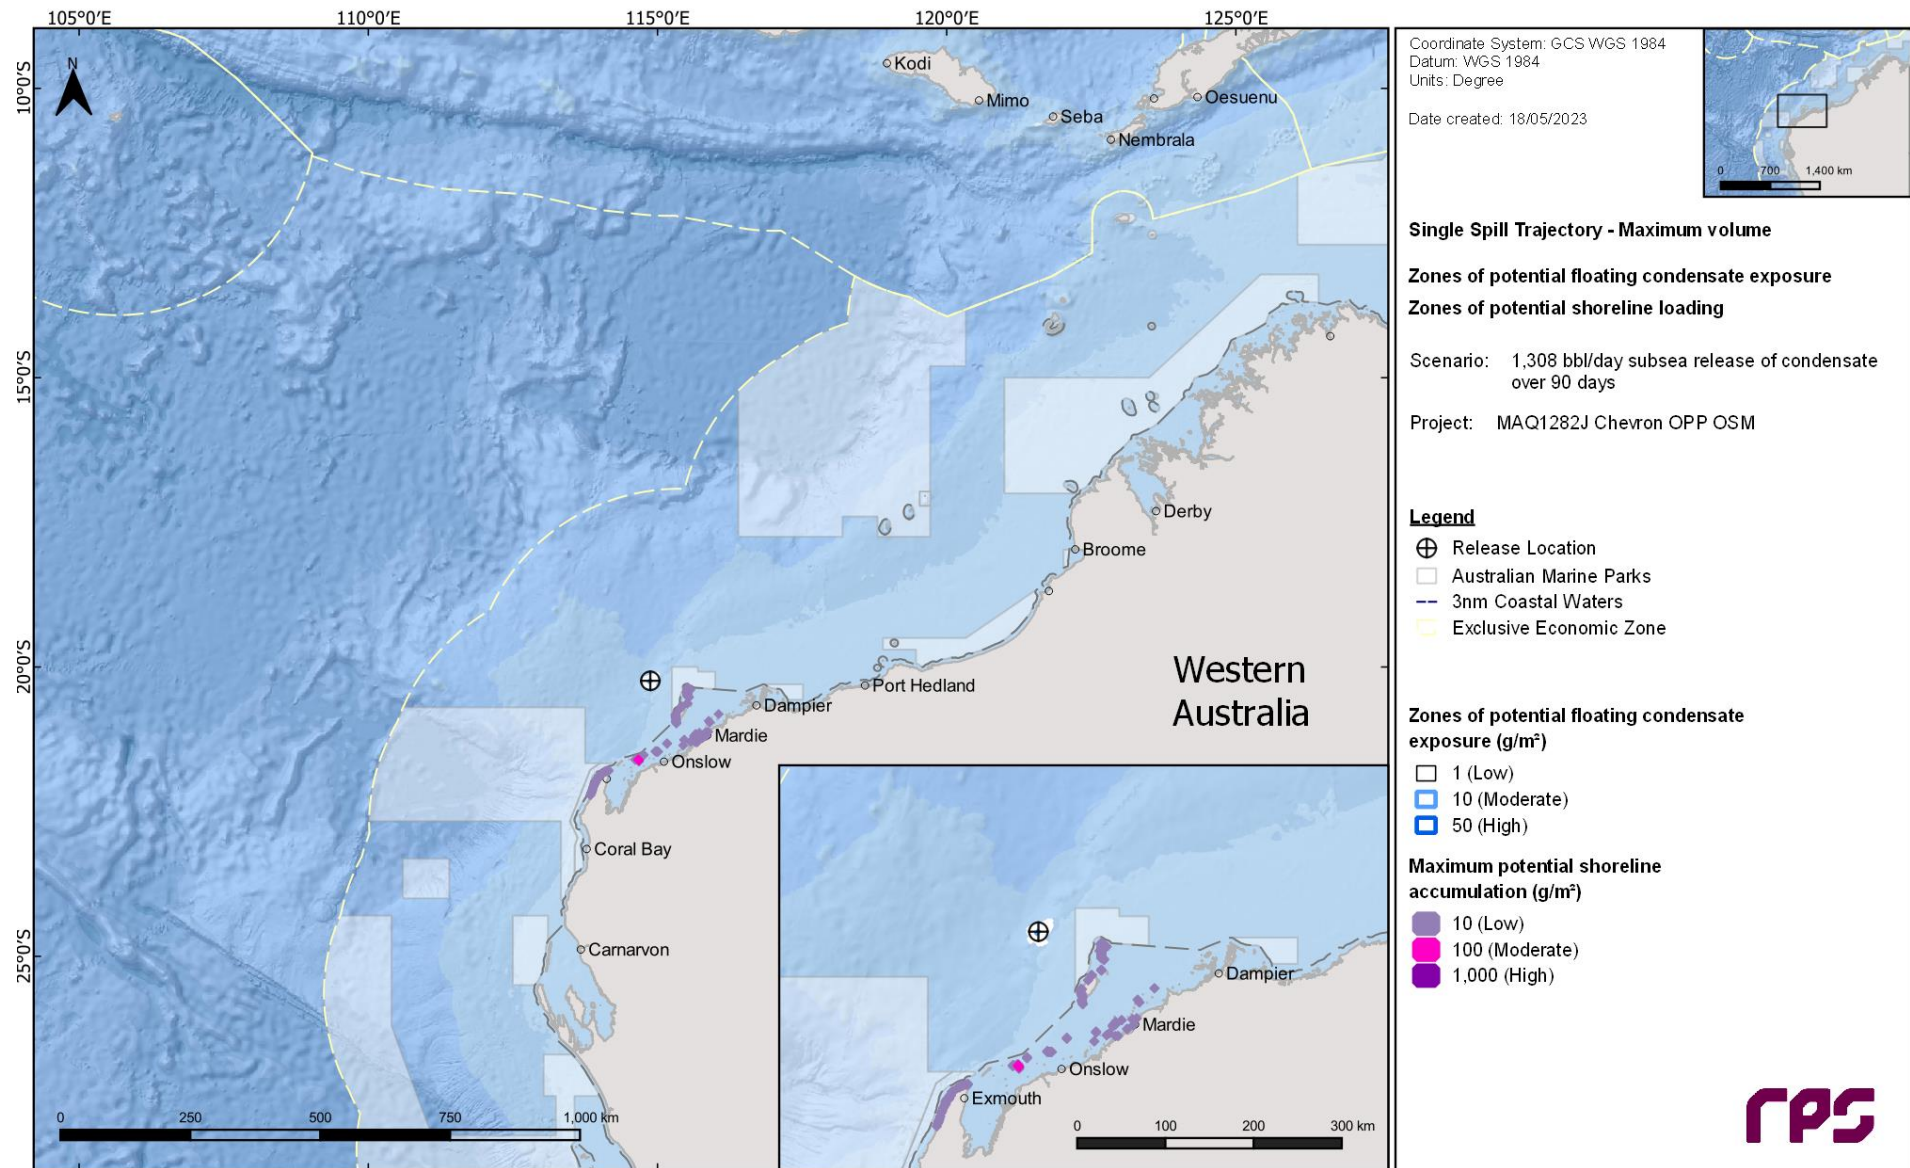 105°0'E 110°0'E 115°0'E 120°0'E 125°0'E
10°0'S
15°0'S
20°0'S
25°0'S
N
Kodi
Mimo
Seba
Oesuenu
Nembrala
Derby
Broome
Port Hedland
Dampier
Mardie
Onslow
Coral Bay
Carnarvon
Western
Australia
0 250 500 750 1,000 km
Dampier
Mardie
Onslow
Exmouth
0 100 200 300 km
Coordinate System: GCS WGS 1984
Datum: WGS 1984
Units: Degree
Date created: 18/05/2023
0 700 1,400 km
Single Spill Trajectory - Maximum volume
Zones of potential floating condensate exposure
Zones of potential shoreline loading
Scenario: 1,308 bbl/day subsea release of condensate
over 90 days
Project: MAQ1282J Chevron OPP OSM
Legend
Release Location
Australian Marine Parks
3nm Coastal Waters
Exclusive Economic Zone
Zones of potential floating condensate
exposure (g/m²)
1 (Low)
10 (Moderate)
50 (High)
Maximum potential shoreline
accumulation (g/m²)
10 (Low)
100 (Moderate)
1,000 (High)
rps